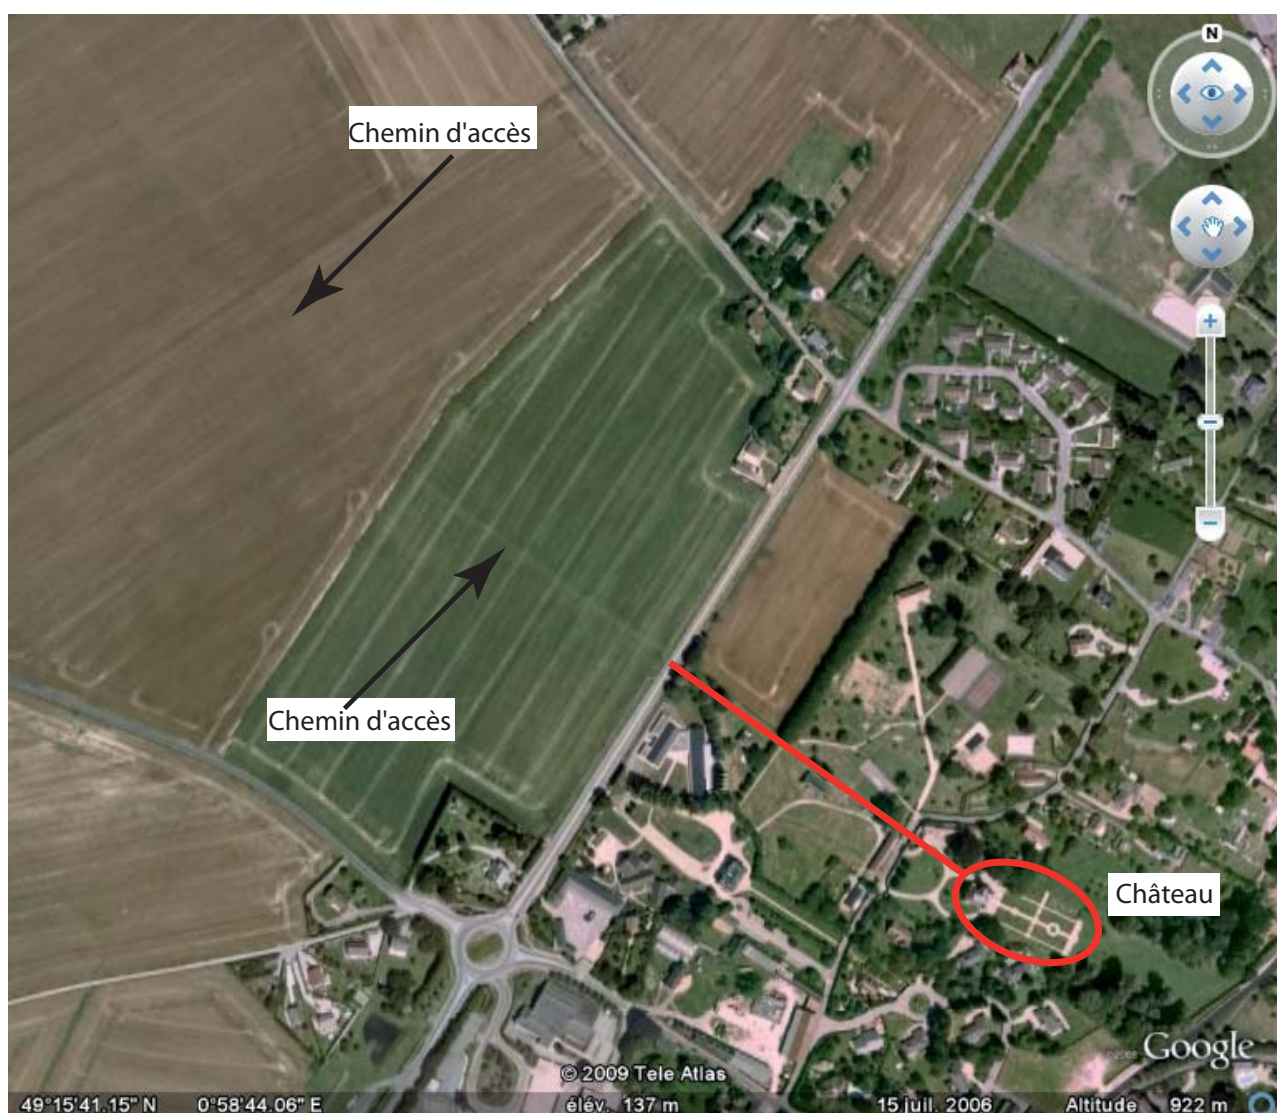 N
Chemin d'accès
Chemin d'accès
Château
Google
© 2009 Tele Atlas
49°15'41.15" N 0°58'44.06" E élév. 137 m 15 juil. 2006 Altitude 922 m